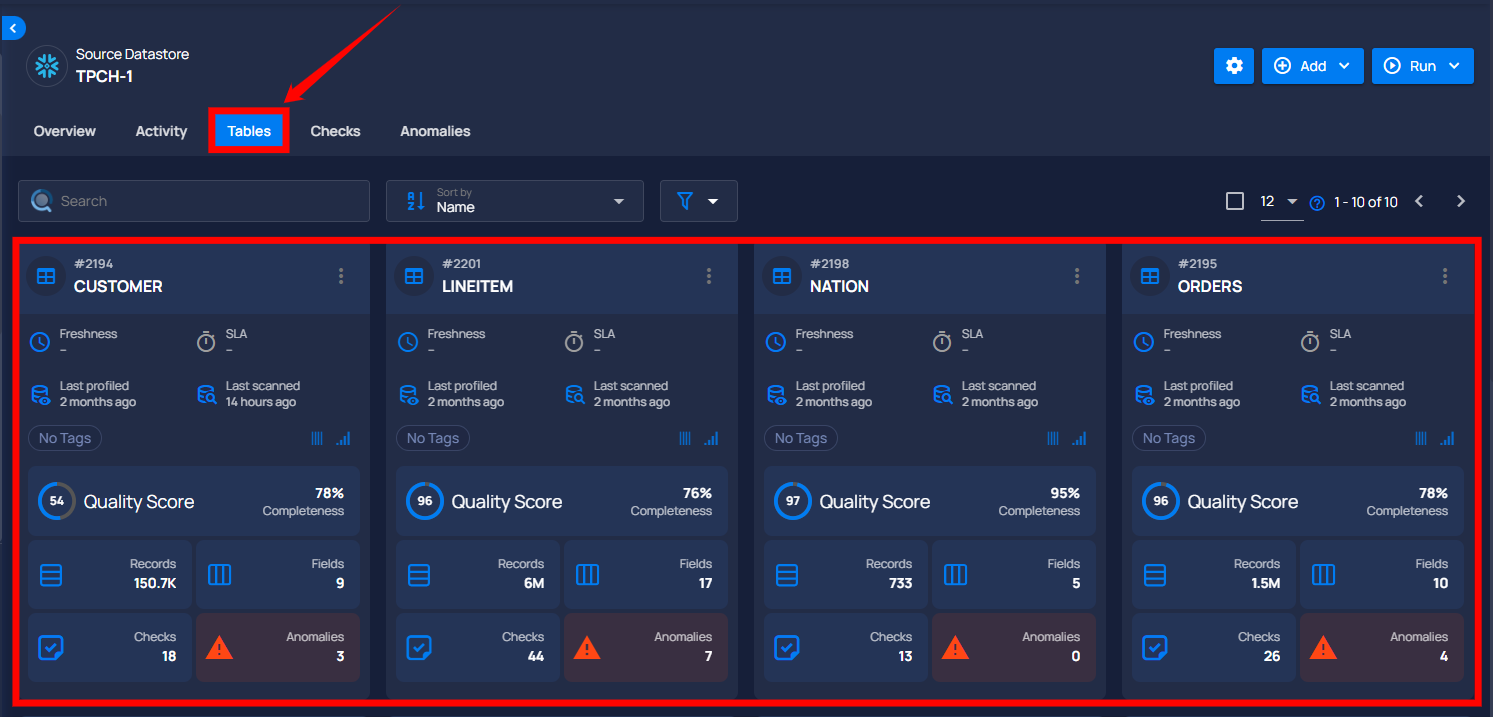 Source Datastore
TPCH-1
Add
Run
Overview
Activity
Tables
Checks
Anomalies
Search
A
Z
Sort by
Name
12
?
1 - 10 of 10
#2194
CUSTOMER
Freshness
–
SLA
–
Last profiled
2 months ago
Last scanned
14 hours ago
No Tags
54
Quality Score
78%
Completeness
Records
150.7K
Fields
9
Checks
18
Anomalies
3
#2201
LINEITEM
Freshness
–
SLA
–
Last profiled
2 months ago
Last scanned
2 months ago
No Tags
96
Quality Score
76%
Completeness
Records
6M
Fields
17
Checks
44
Anomalies
7
#2198
NATION
Freshness
–
SLA
–
Last profiled
2 months ago
Last scanned
2 months ago
No Tags
97
Quality Score
95%
Completeness
Records
733
Fields
5
Checks
13
Anomalies
0
#2195
ORDERS
Freshness
–
SLA
–
Last profiled
2 months ago
Last scanned
2 months ago
No Tags
96
Quality Score
78%
Completeness
Records
1.5M
Fields
10
Checks
26
Anomalies
4